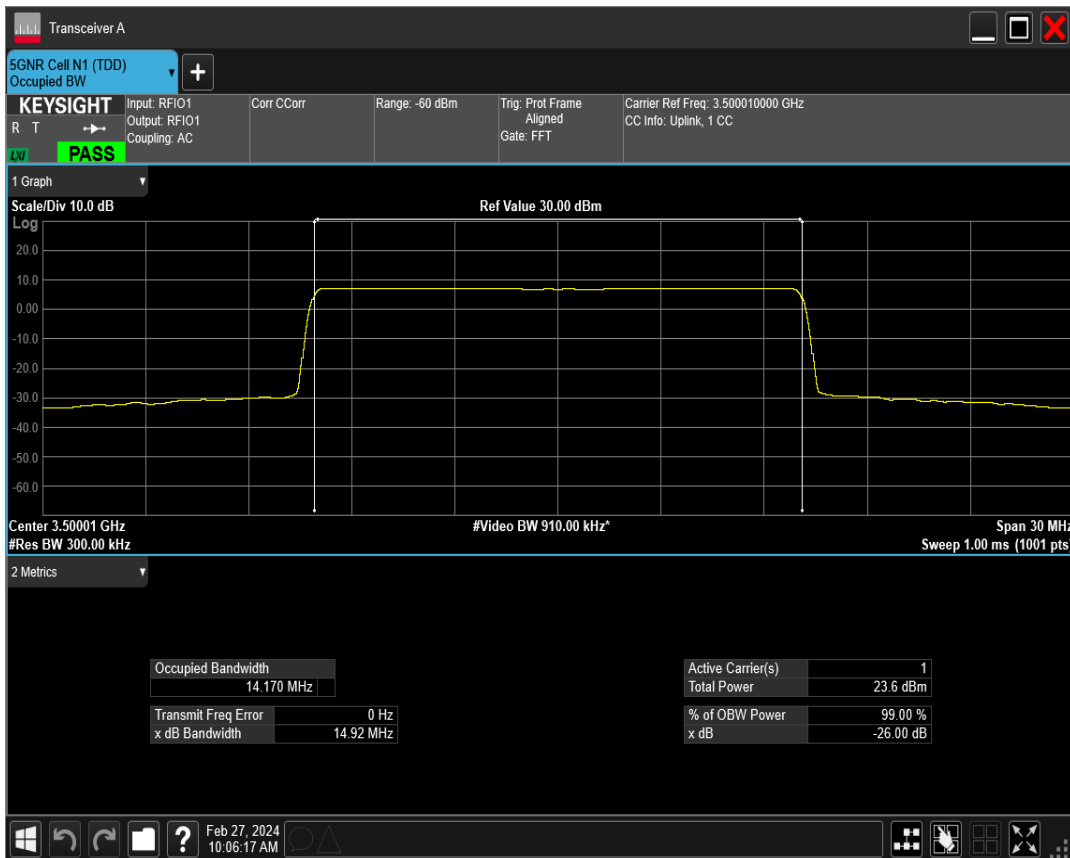 Transceiver A
5GNR Cell N1 (TDD)
Occupied BW
KEYSIGHT
R T
LXI
PASS
Input: RFIO1
Output: RFIO1
Coupling: AC
Corr CCorr
Range: -60 dBm
Trig: Prot Frame
Aligned
Gate: FFT
Carrier Ref Freq: 3.500010000 GHz
CC Info: Uplink, 1 CC
1 Graph
Scale/Div 10.0 dB
Ref Value 30.00 dBm
Log
20.0
10.0
0.00
-10.0
-20.0
-30.0
-40.0
-50.0
-60.0
Center 3.50001 GHz
#Video BW 910.00 kHz*
Span 30 MHz
#Res BW 300.00 kHz
Sweep 1.00 ms (1001 pts)
2 Metrics
Occupied Bandwidth
14.170 MHz
Transmit Freq Error 0 Hz
x dB Bandwidth 14.92 MHz
Active Carrier(s) 1
Total Power 23.6 dBm
% of OBW Power 99.00 %
x dB -26.00 dB
?
Feb 27, 2024
10:06:17 AM